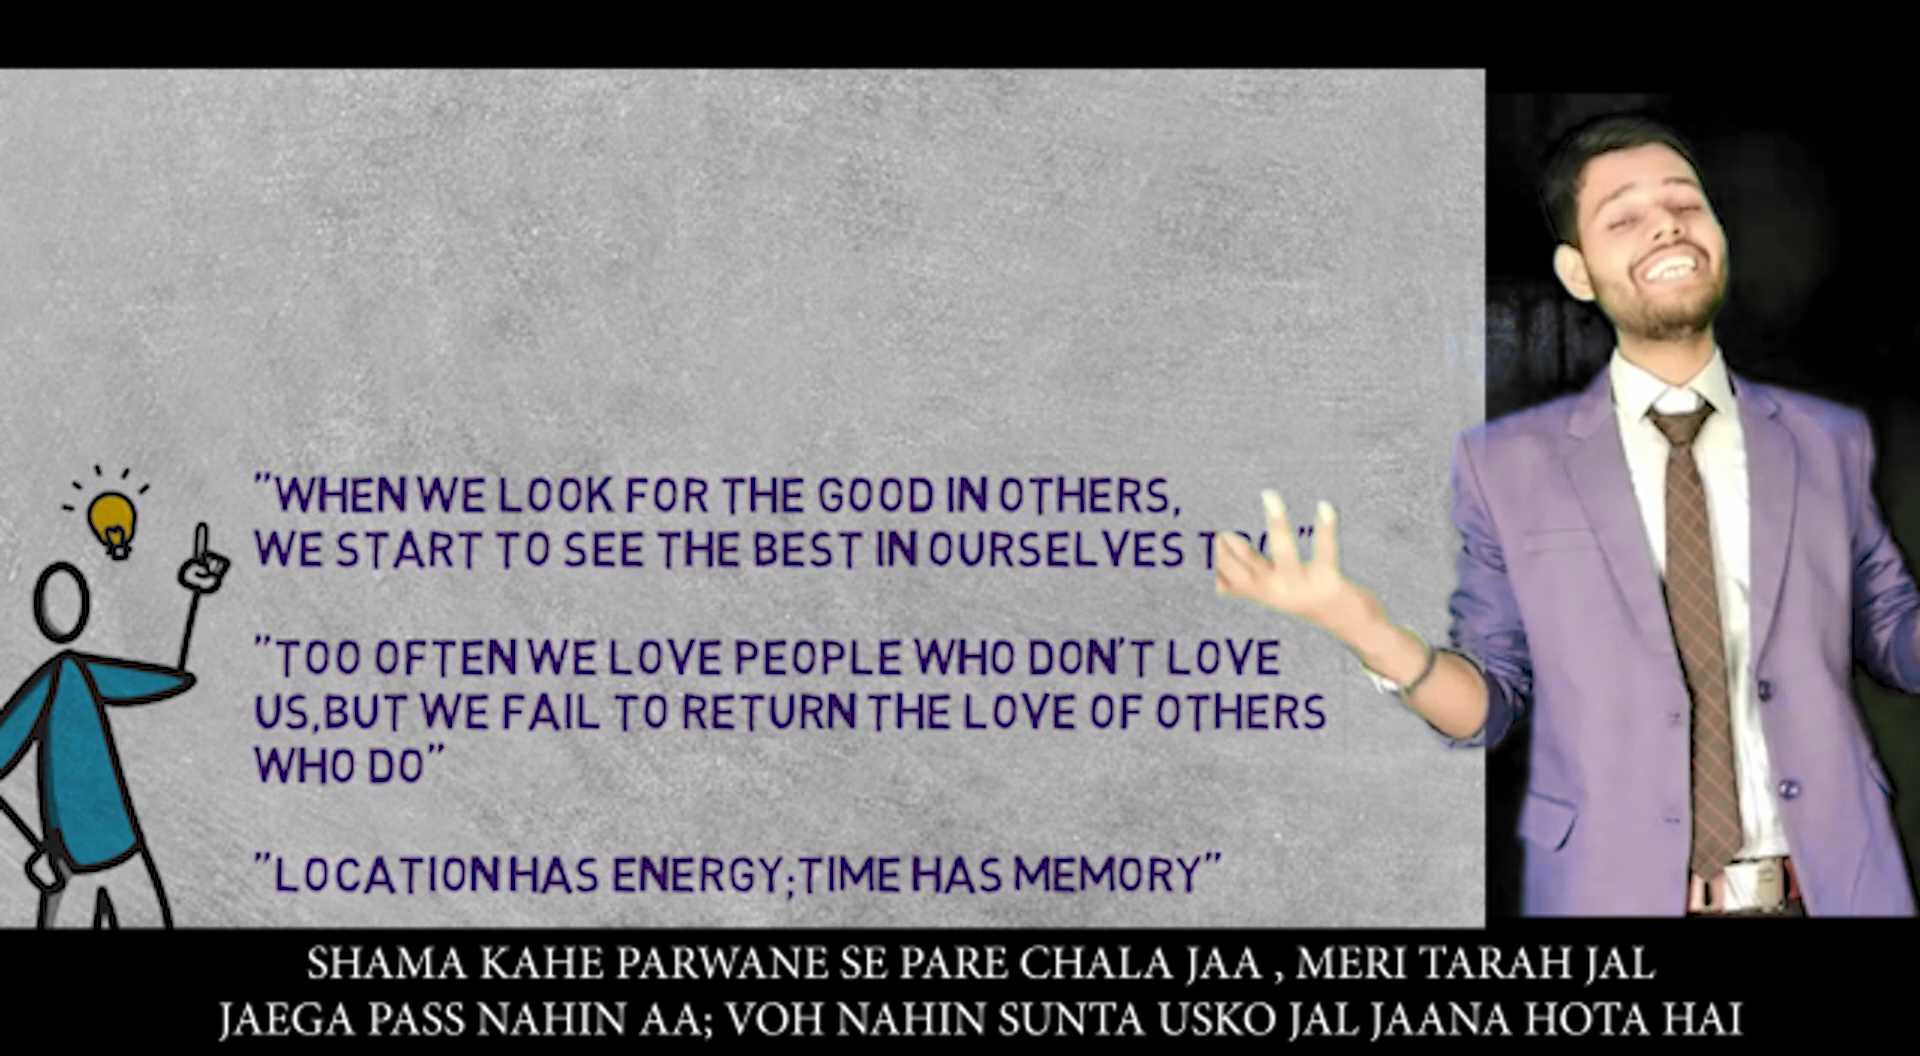 "WHEN WE LOOK FOR THE GOOD IN OTHERS,
WE START TO SEE THE BEST IN OURSELVES
"TOO OFTEN WE LOVE PEOPLE WHO DON'T LOVE
US,BUT WE FAIL TO RETURN THE LOVE OF OTHERS
WHO DO"
"LOCATION HAS ENERGY;TIME HAS MEMORY"
SHAMA KAHE PARWANE SE PARE CHALA JAA , MERI TARAH JAL
JAEGA PASS NAHIN AA; VOH NAHIN SUNTA USKO JAL JAANA HOTA HAI